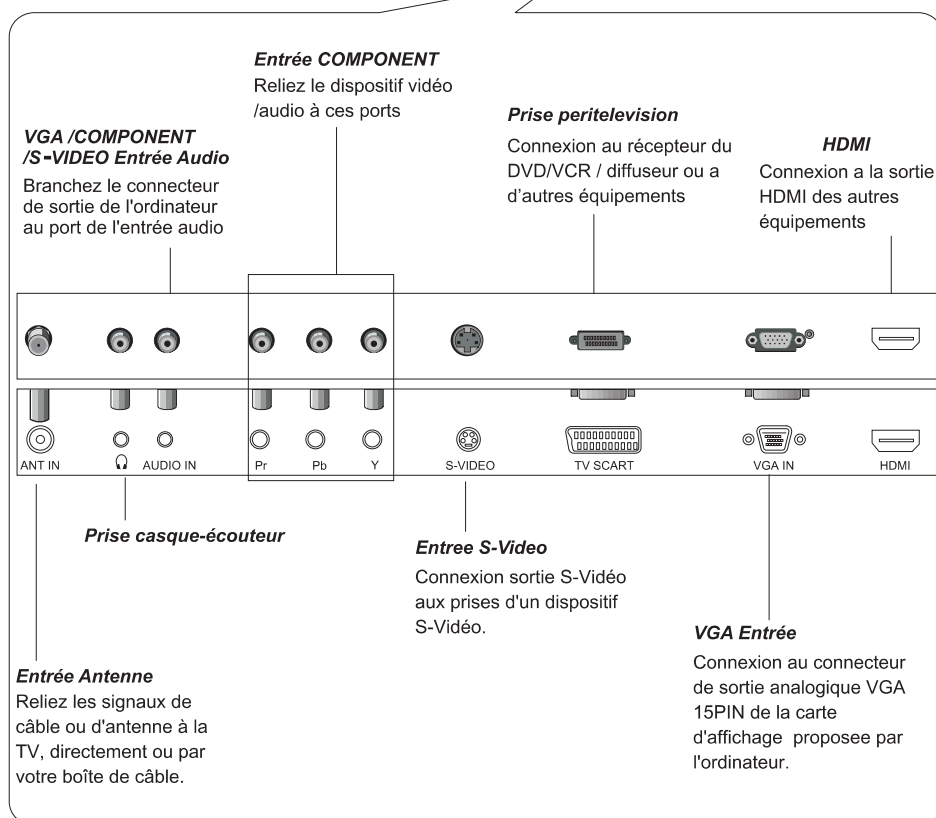 Entrée COMPONENT
Reliez le dispositif vidéo
/audio à ces ports
VGA /COMPONENT
/S-VIDEO Entrée Audio
Branchez le connecteur
de sortie de l'ordinateur
au port de l'entrée audio
Prise peritelevision
Connexion au récepteur du
DVD/VCR / diffuseur ou a
d'autres équipements
HDMI
Connexion a la sortie
HDMI des autres
équipements
ANT IN
AUDIO IN
Pr
Pb
Y
S-VIDEO
TV SCART
VGA IN
HDMI
Prise casque-écouteur
Entree S-Video
Connexion sortie S-Vidéo
aux prises d'un dispositif
S-Vidéo.
VGA Entrée
Connexion au connecteur
de sortie analogique VGA
15PIN de la carte
d'affichage proposee par
l'ordinateur.
Entrée Antenne
Reliez les signaux de
câble ou d'antenne à la
TV, directement ou par
votre boîte de câble.